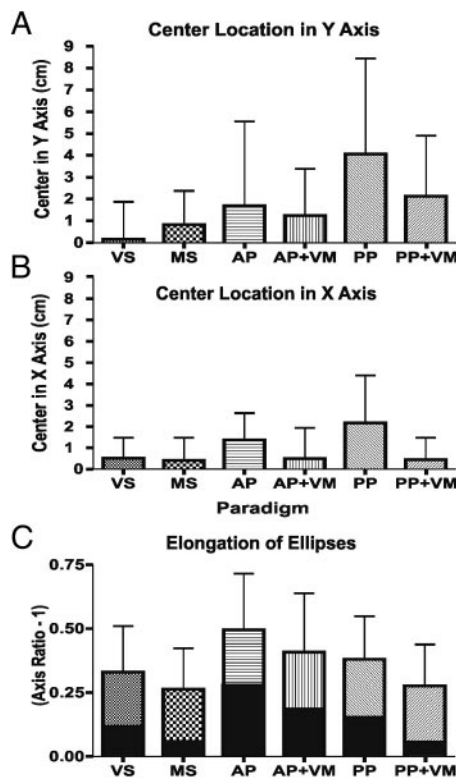 A
Center Location in Y Axis
Center in Y Axis (cm)
9
8
7
6
5
4
3
2
1
0
VS MS AP AP+VM PP PP+VM
B
Center Location in X Axis
Center in X Axis (cm)
9
8
7
6
5
4
3
2
1
0
VS MS AP AP+VM PP PP+VM
Paradigm
C
Elongation of Ellipses
(Axis Ratio - 1)
0.75
0.50
0.25
0.00
VS MS AP AP+VM PP PP+VM